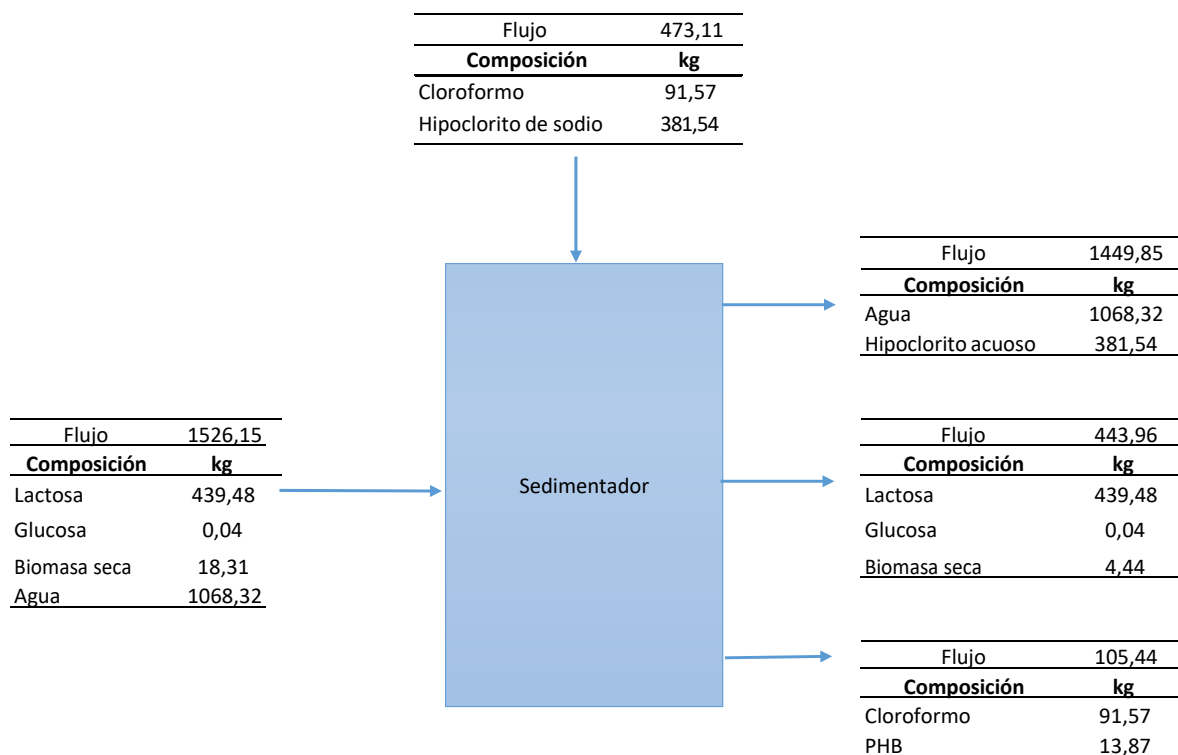 Flujo 473,11
Composición kg
Cloroformo 91,57
Hipoclorito de sodio 381,54
Flujo 1526,15
Composición kg
Lactosa 439,48
Glucosa 0,04
Biomasa seca 18,31
Agua 1068,32
Sedimentador
Flujo 1449,85
Composición kg
Agua 1068,32
Hipoclorito acuoso 381,54
Flujo 443,96
Composición kg
Lactosa 439,48
Glucosa 0,04
Biomasa seca 4,44
Flujo 105,44
Composición kg
Cloroformo 91,57
PHB 13,87